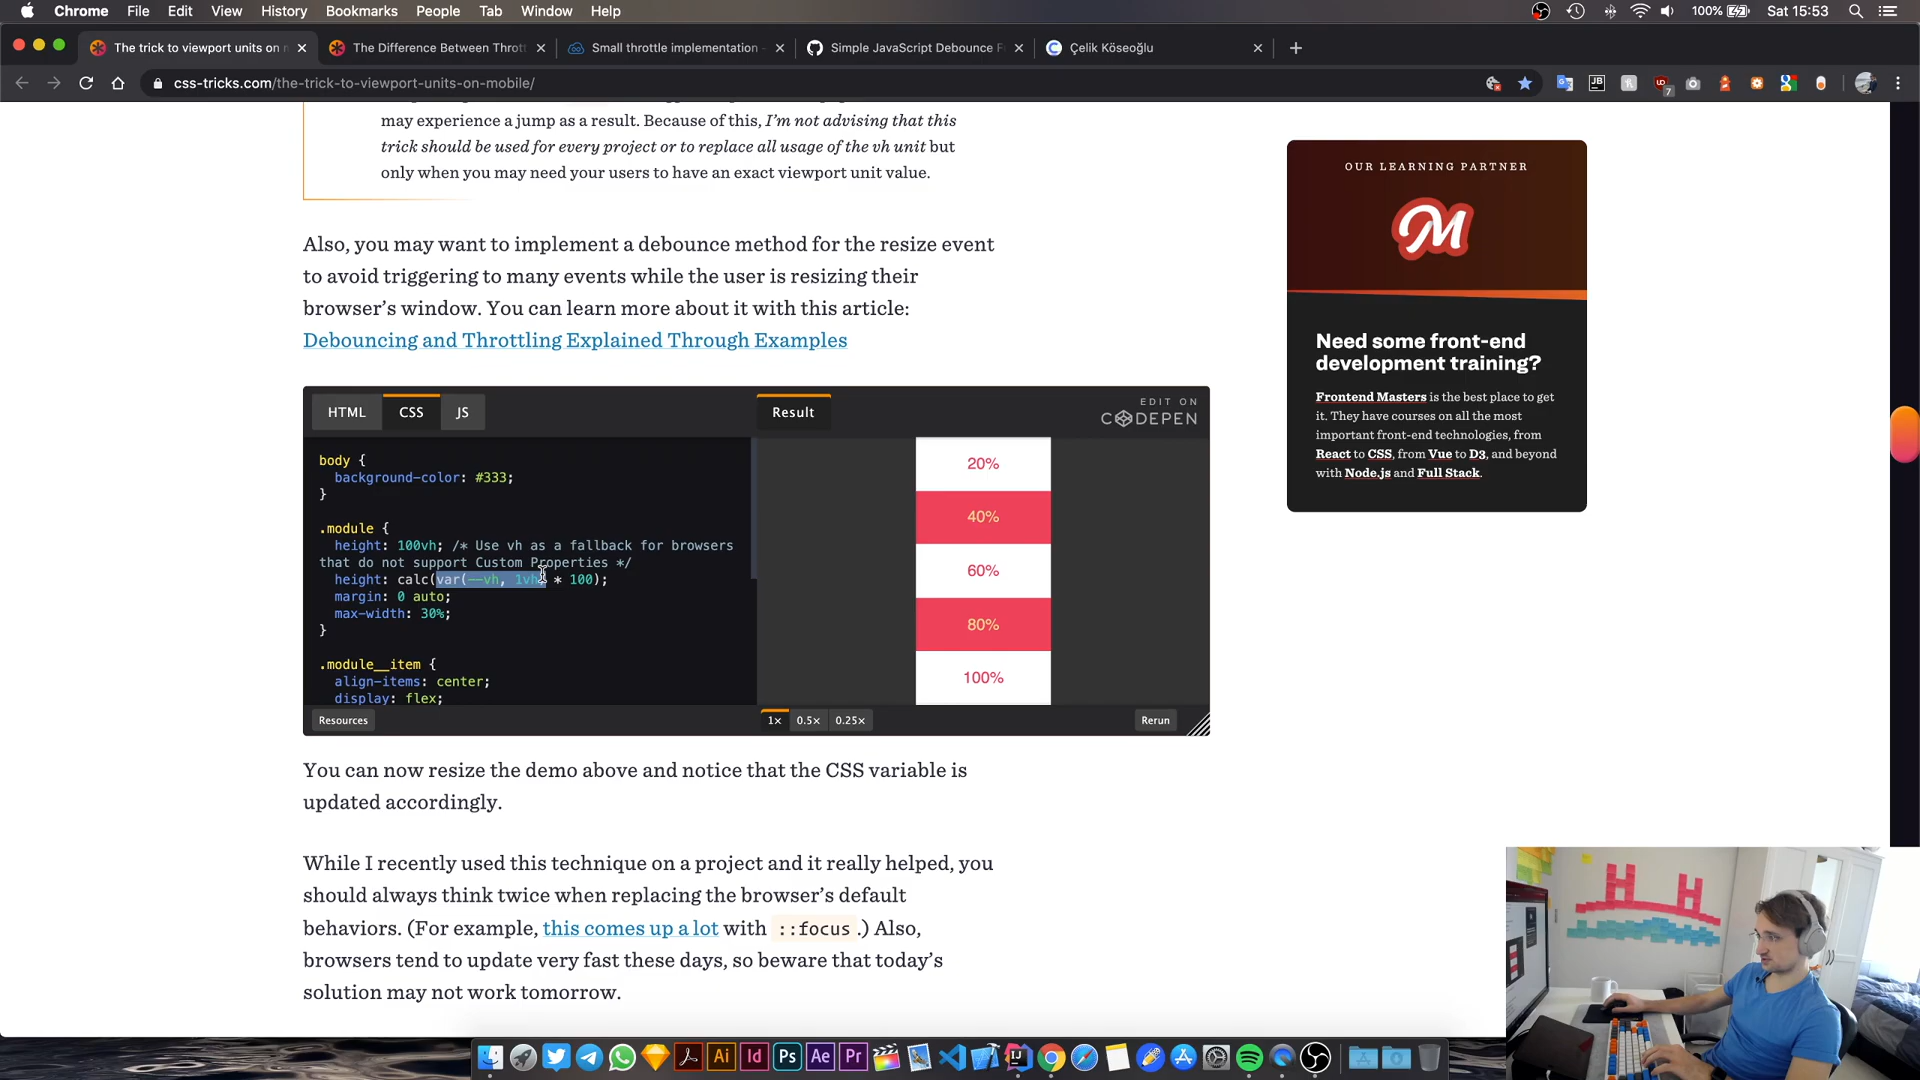 Chrome File Edit View History Bookmarks People Tab Window Help
100% Sat 15:53
The trick to viewport units on
The Difference Between Thrott
Small throttle implementation -
Simple JavaScript Debounce F
Çelik Köseoğlu
css-tricks.com/the-trick-to-viewport-units-on-mobile/
may experience a jump as a result. Because of this, I'm not advising that this
trick should be used for every project or to replace all usage of the vh unit but
only when you may need your users to have an exact viewport unit value.
Also, you may want to implement a debounce method for the resize event
to avoid triggering to many events while the user is resizing their
browser's window. You can learn more about it with this article:
Debouncing and Throttling Explained Through Examples
HTML CSS JS
Result
EDIT ON
CODEPEN
body {
background-color: #333;
}
.module {
height: 100vh; /* Use vh as a fallback for browsers
that do not support Custom Properties */
height: calc(var(--vh, 1vh) * 100);
margin: 0 auto;
max-width: 30%;
}
.module__item {
align-items: center;
display: flex;
20%
40%
60%
80%
100%
Resources
1× 0.5× 0.25×
Rerun
You can now resize the demo above and notice that the CSS variable is
updated accordingly.
While I recently used this technique on a project and it really helped, you
should always think twice when replacing the browser's default
behaviors. (For example, this comes up a lot with ::focus.) Also,
browsers tend to update very fast these days, so beware that today's
solution may not work tomorrow.
OUR LEARNING PARTNER
M
Need some front-end
development training?
Frontend Masters is the best place to get
it. They have courses on all the most
important front-end technologies, from
React to CSS, from Vue to D3, and beyond
with Node.js and Full Stack.
JB
7
Ai Id Ps Ae Pr
IJ